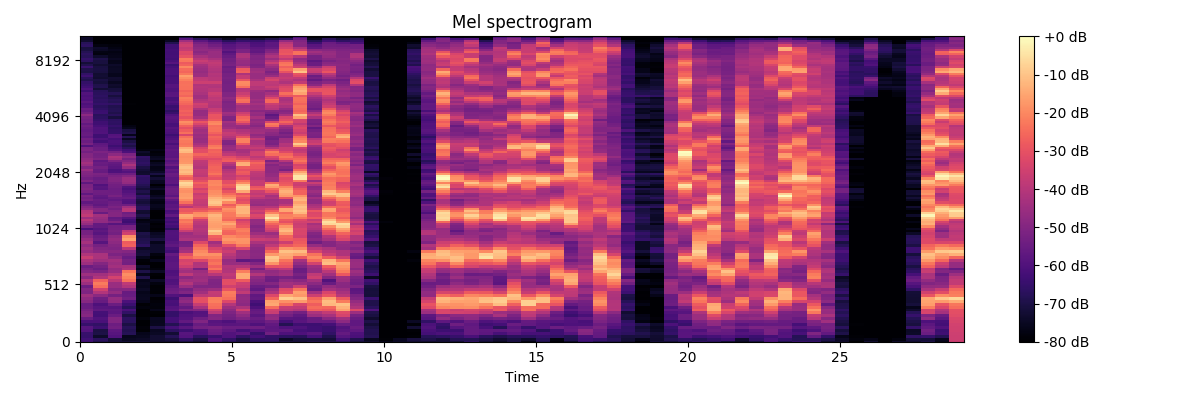 Mel spectrogram
8192
4096
2048
1024
512
0
Hz
0 5 10 15 20 25
Time
+0 dB
-10 dB
-20 dB
-30 dB
-40 dB
-50 dB
-60 dB
-70 dB
-80 dB